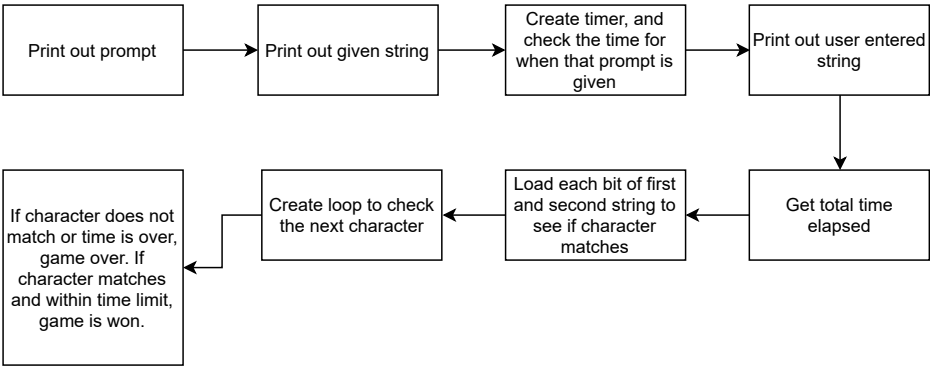 Print out prompt
Print out given string
Create timer, and
check the time for
when that prompt is
given
Print out user entered
string
Get total time
elapsed
Load each bit of first
and second string to
see if character
matches
Create loop to check
the next character
If character does not
match or time is over,
game over. If
character matches
and within time limit,
game is won.